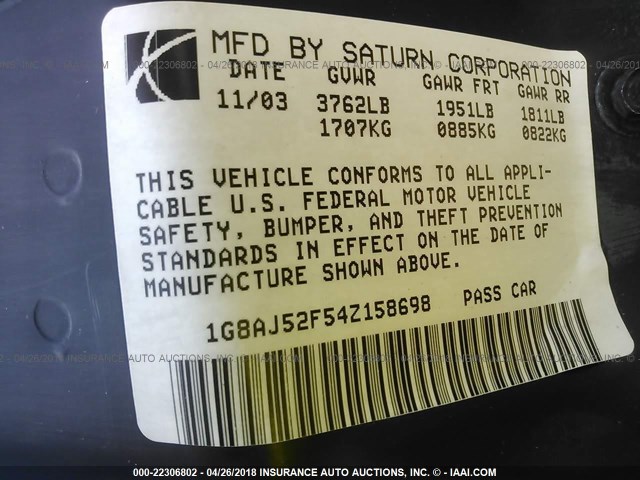 MFD BY SATURN CORPORATION
DATE GVWR GAWR FRT GAWR RR
11/03 3762LB 1951LB 1811LB
1707KG 0885KG 0822KG
THIS VEHICLE CONFORMS TO ALL APPLI-
CABLE U.S. FEDERAL MOTOR VEHICLE
SAFETY, BUMPER, AND THEFT PREVENTION
STANDARDS IN EFFECT ON THE DATE OF
MANUFACTURE SHOWN ABOVE.
1G8AJ52F54Z158698 PASS CAR
000-22306802 - 04/26/2018 INSURANCE AUTO AUCTIONS, INC. - © - IAAI.COM